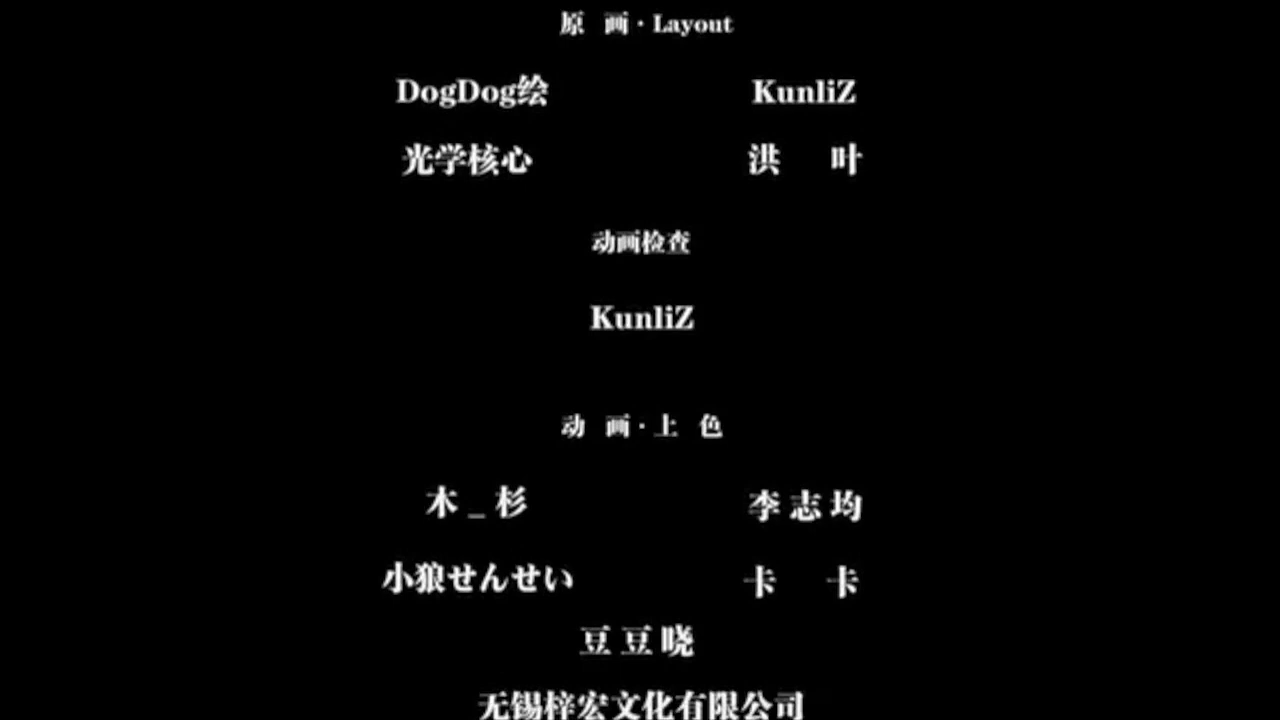 原 画·Layout
DogDog绘 KunliZ
光学核心 洪 叶
动画检查
KunliZ
动 画·上 色
木_杉 李志均
小狼せんせい 卡 卡
豆豆晓
无锡梓宏文化有限公司